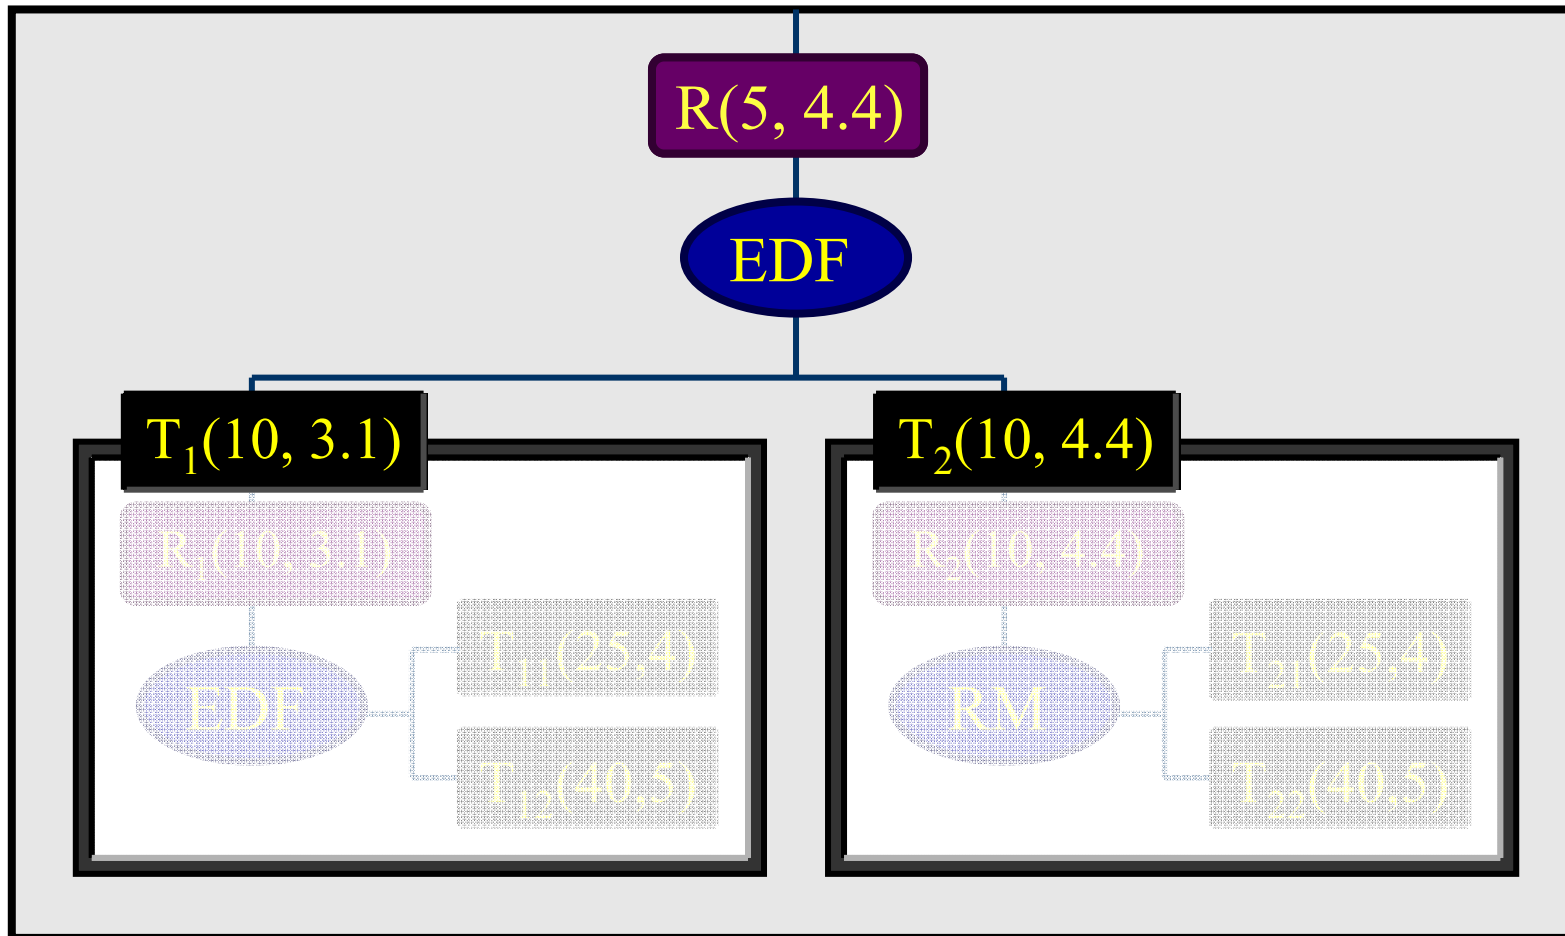 R(5, 4.4)
EDF
T₁(10, 3.1)
R₁(10, 3.1)
EDF
T₁₁(25,4)
T₁₂(40,5)
T₂(10, 4.4)
R₂(10, 4.4)
RM
T₂₁(25,4)
T₂₂(40,5)